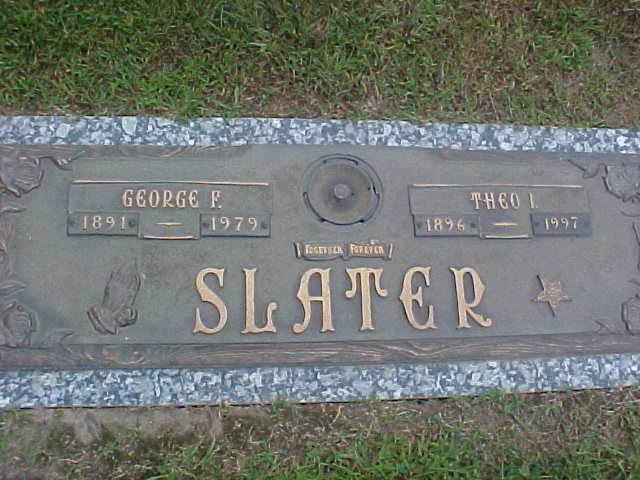 GEORGE F.
1891 – 1979
THEO I.
1896 – 1997
TOGETHER FOREVER
SLATER